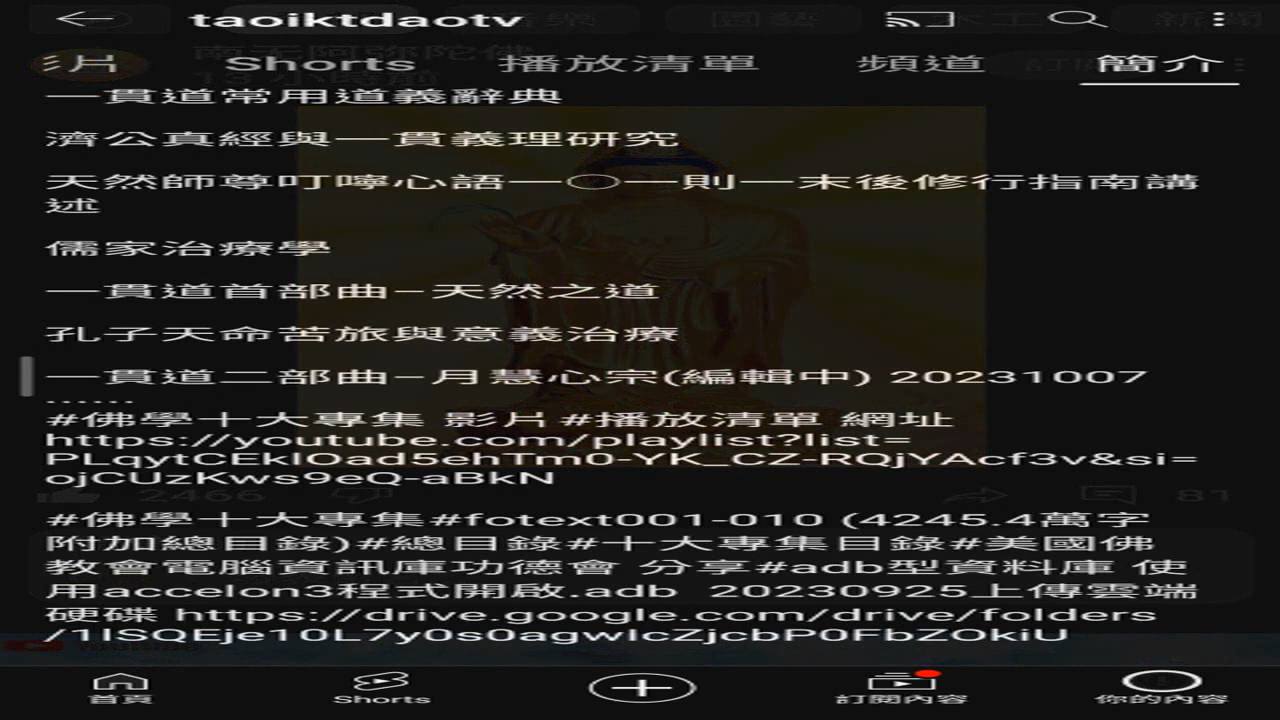 taoiktdaotv
片 Shorts 播放清單 頻道 簡介
一貫道常用道義辭典
濟公真經與一貫義理研究
天然師尊叮嚀心語一〇一則一末後修行指南講
述
儒家治療學
一貫道首部曲-天然之道
孔子天命苦旅與意義治療
一貫道二部曲-月慧心宗(編輯中) 20231007
......
#佛學十大專集 影片#播放清單 網址
https://youtube.com/playlist?list=
PLqytCEklOad5ehTm0-YK_CZ-RQjYAcf3v&si=
ojCUzKws9eQ-aBkN
2466 81
#佛學十大專集#fotext001-010 (4245.4萬字
附加總目錄)#總目錄#十大專集目錄#美國佛
教會電腦資訊庫功德會 分享#adb型資料庫 使
用accelon3程式開啟.adb 20230925上傳雲端
硬碟 https://drive.google.com/drive/folders
/1lSQEje10L7y0s0agwIcZjcbP0FbZOkiU
首頁 Shorts 訂閱內容 你的內容